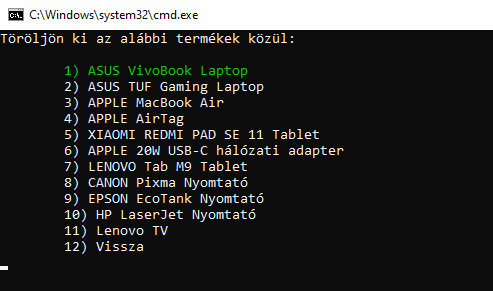 C:\Windows\system32\cmd.exe
Töröljön ki az alábbi termékek közül:
1) ASUS VivoBook Laptop
2) ASUS TUF Gaming Laptop
3) APPLE MacBook Air
4) APPLE AirTag
5) XIAOMI REDMI PAD SE 11 Tablet
6) APPLE 20W USB-C hálózati adapter
7) LENOVO Tab M9 Tablet
8) CANON Pixma Nyomtató
9) EPSON EcoTank Nyomtató
10) HP LaserJet Nyomtató
11) Lenovo TV
12) Vissza